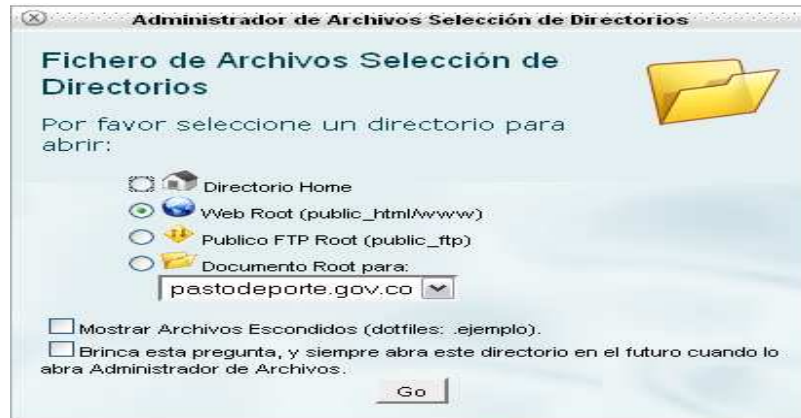 Administrador de Archivos Selección de Directorios
Fichero de Archivos Selección de
Directorios
Por favor seleccione un directorio para
abrir:
Directorio Home
Web Root (public_html/www)
Publico FTP Root (public_ftp)
Documento Root para:
pastodeporte.gov.co
Mostrar Archivos Escondidos (dotfiles: .ejemplo).
Brinca esta pregunta, y siempre abra este directorio en el futuro cuando lo
abra Administrador de Archivos.
Go